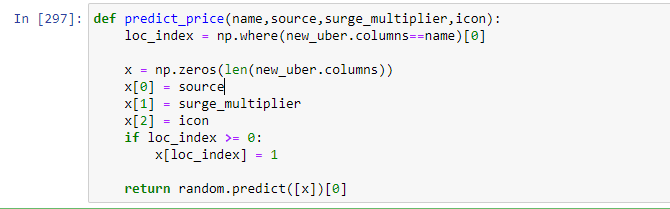 In [297]: def predict_price(name,source,surge_multiplier,icon):
loc_index = np.where(new_uber.columns==name)[0]
x = np.zeros(len(new_uber.columns))
x[0] = source
x[1] = surge_multiplier
x[2] = icon
if loc_index >= 0:
x[loc_index] = 1
return random.predict([x])[0]